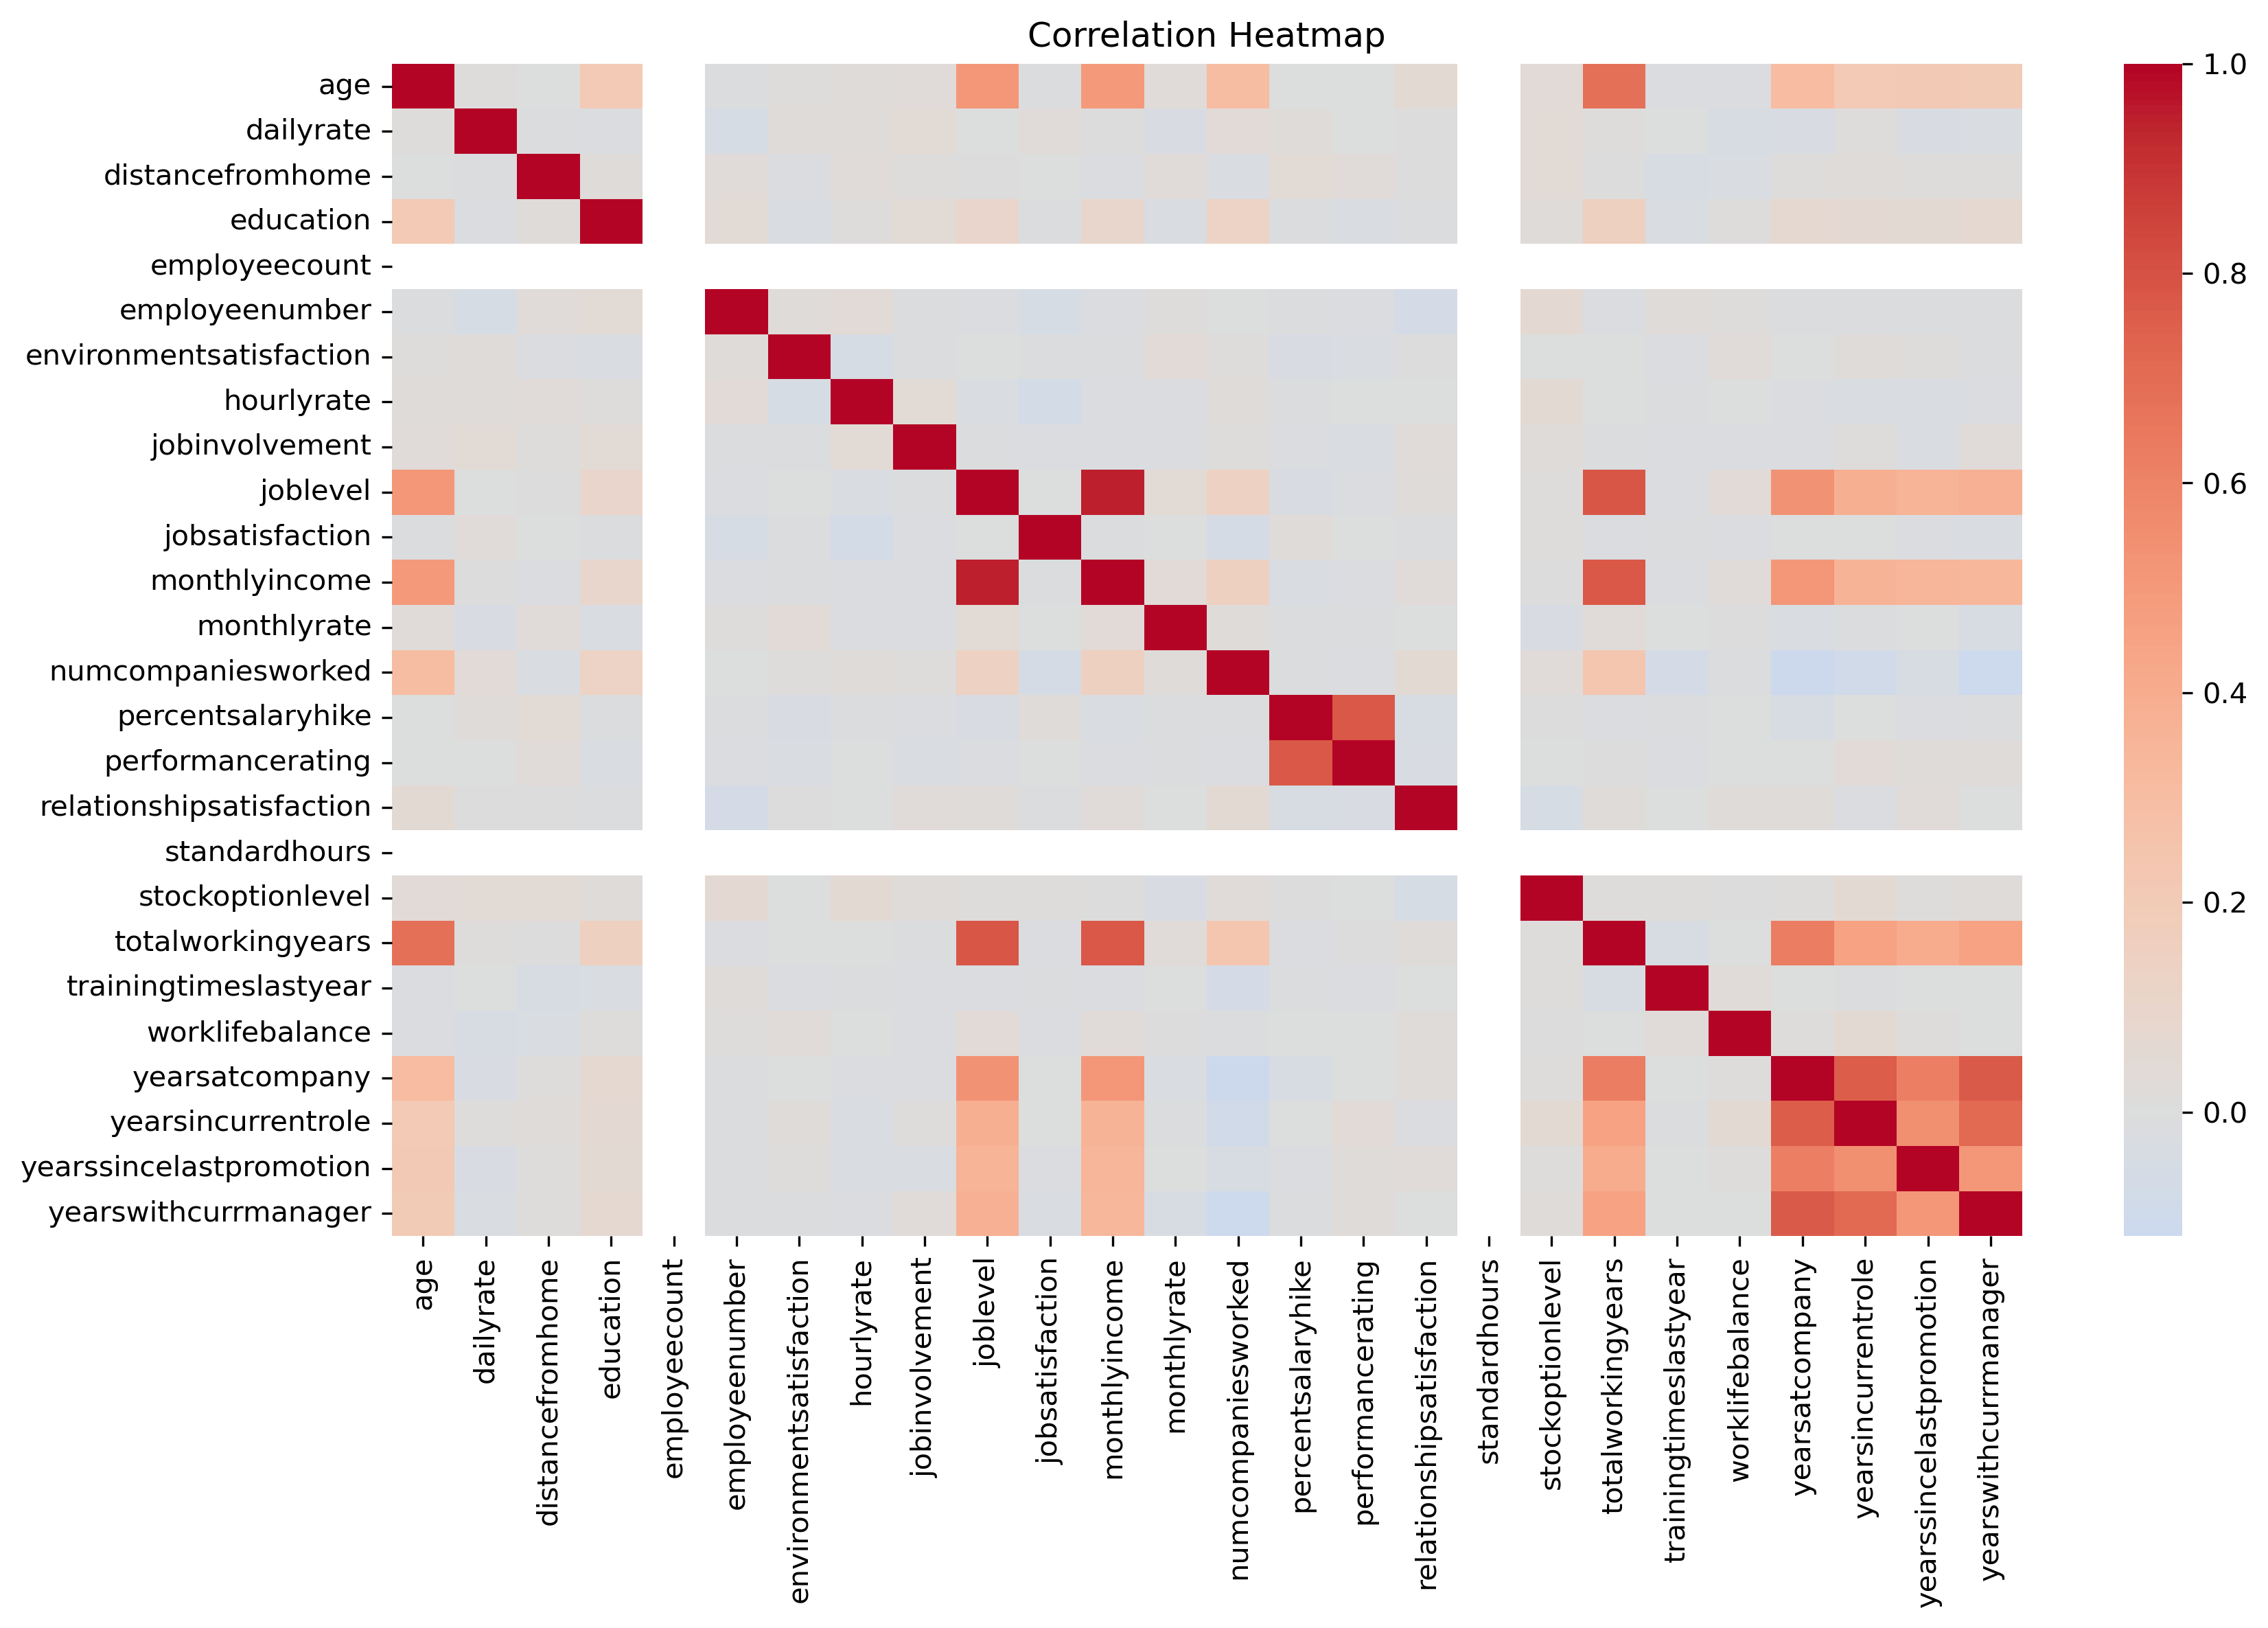 Correlation Heatmap
age
dailyrate
distancefromhome
education
employeecount
employeenumber
environmentsatisfaction
hourlyrate
jobinvolvement
joblevel
jobsatisfaction
monthlyincome
monthlyrate
numcompaniesworked
percentsalaryhike
performancerating
relationshipsatisfaction
standardhours
stockoptionlevel
totalworkingyears
trainingtimeslastyear
worklifebalance
yearsatcompany
yearsincurrentrole
yearssincelastpromotion
yearswithcurrmanager
age
dailyrate
distancefromhome
education
employeecount
employeenumber
environmentsatisfaction
hourlyrate
jobinvolvement
joblevel
jobsatisfaction
monthlyincome
monthlyrate
numcompaniesworked
percentsalaryhike
performancerating
relationshipsatisfaction
standardhours
stockoptionlevel
totalworkingyears
trainingtimeslastyear
worklifebalance
yearsatcompany
yearsincurrentrole
yearssincelastpromotion
yearswithcurrmanager
1.0
0.8
0.6
0.4
0.2
0.0